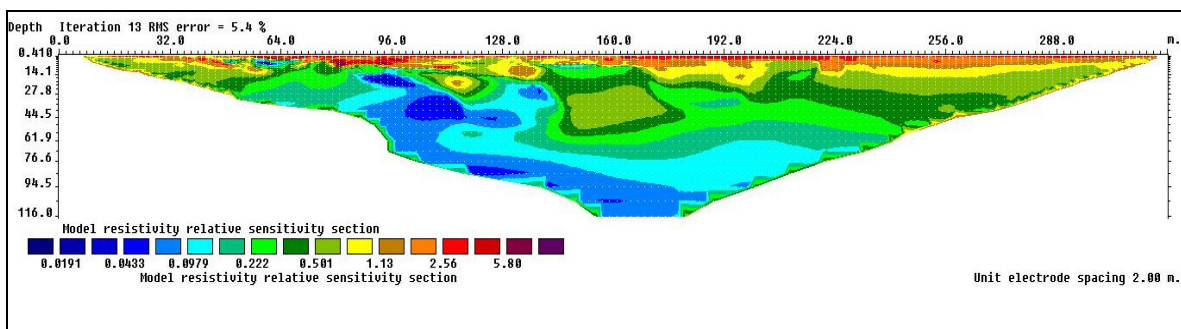 Depth Iteration 13 RMS error = 5.4 %
0.0 32.0 64.0 96.0 128.0 160.0 192.0 224.0 256.0 288.0 m.
0.410
14.1
27.8
44.5
61.9
76.6
94.5
116.0
Model resistivity relative sensitivity section
0.0191 0.0433 0.0979 0.222 0.501 1.13 2.56 5.80
Model resistivity relative sensitivity section
Unit electrode spacing 2.00 m.